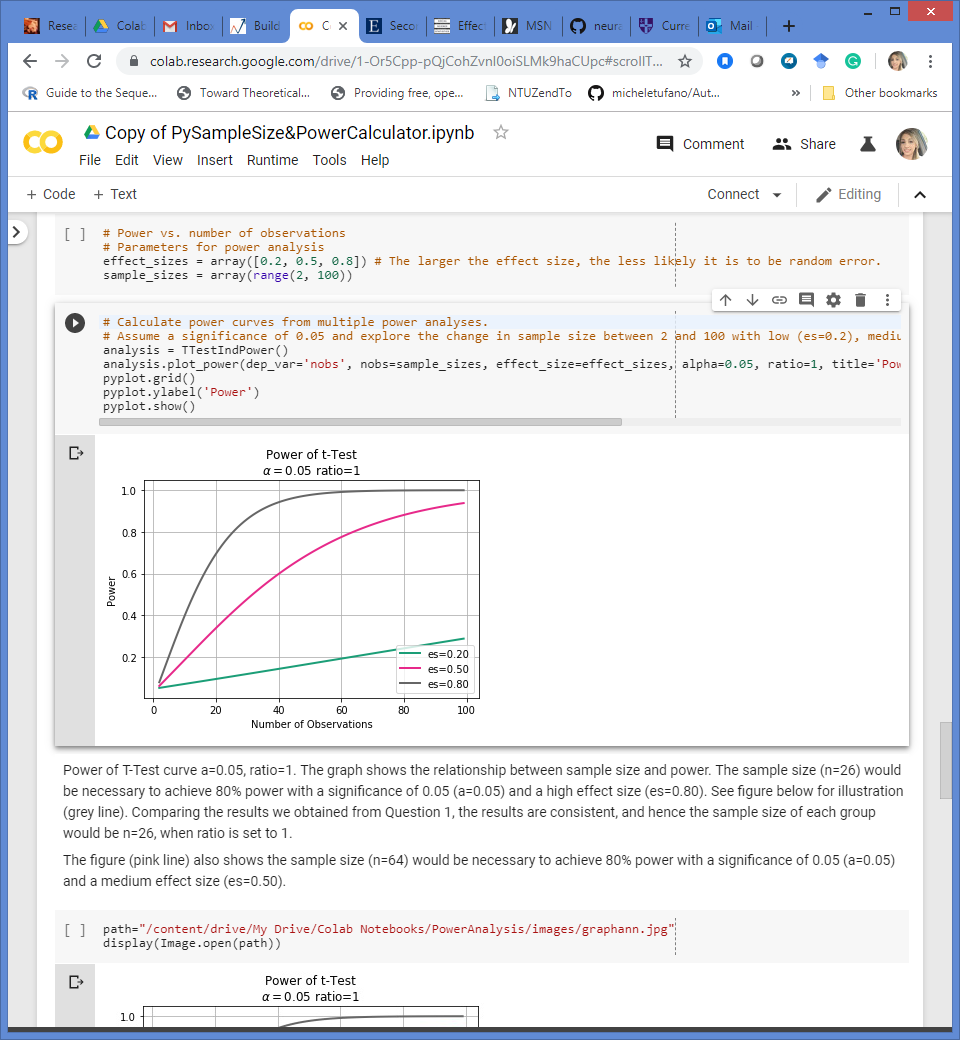 Resea
Colab
Inbox
Build
C
Secon
Effec
MSN
neura
Curre
Mail
colab.research.google.com/drive/1-Or5Cpp-pQjCohZvnI0oiSLMk9haCUpc#scrollT...
Guide to the Seque...
Toward Theoretical...
Providing free, ope...
NTUZendTo
micheletufano/Aut...
»
Other bookmarks
Copy of PySampleSize&PowerCalculator.ipynb
Comment
Share
File Edit View Insert Runtime Tools Help
+ Code + Text
Connect
Editing
[ ]
# Power vs. number of observations
# Parameters for power analysis
effect_sizes = array([0.2, 0.5, 0.8]) # The larger the effect size, the less likely it is to be random error.
sample_sizes = array(range(2, 100))
# Calculate power curves from multiple power analyses.
# Assume a significance of 0.05 and explore the change in sample size between 2 and 100 with low (es=0.2), mediu
analysis = TTestIndPower()
analysis.plot_power(dep_var='nobs', nobs=sample_sizes, effect_size=effect_sizes, alpha=0.05, ratio=1, title='Pow
pyplot.grid()
pyplot.ylabel('Power')
pyplot.show()
Power of t-Test
α = 0.05 ratio=1
1.0
0.8
0.6
0.4
0.2
Power
es=0.20
es=0.50
es=0.80
0 20 40 60 80 100
Number of Observations
Power of T-Test curve a=0.05, ratio=1. The graph shows the relationship between sample size and power. The sample size (n=26) would
be necessary to achieve 80% power with a significance of 0.05 (a=0.05) and a high effect size (es=0.80). See figure below for illustration
(grey line). Comparing the results we obtained from Question 1, the results are consistent, and hence the sample size of each group
would be n=26, when ratio is set to 1.
The figure (pink line) also shows the sample size (n=64) would be necessary to achieve 80% power with a significance of 0.05 (a=0.05)
and a medium effect size (es=0.50).
[ ]
path="/content/drive/My Drive/Colab Notebooks/PowerAnalysis/images/graphann.jpg"
display(Image.open(path))
Power of t-Test
α = 0.05 ratio=1
1.0